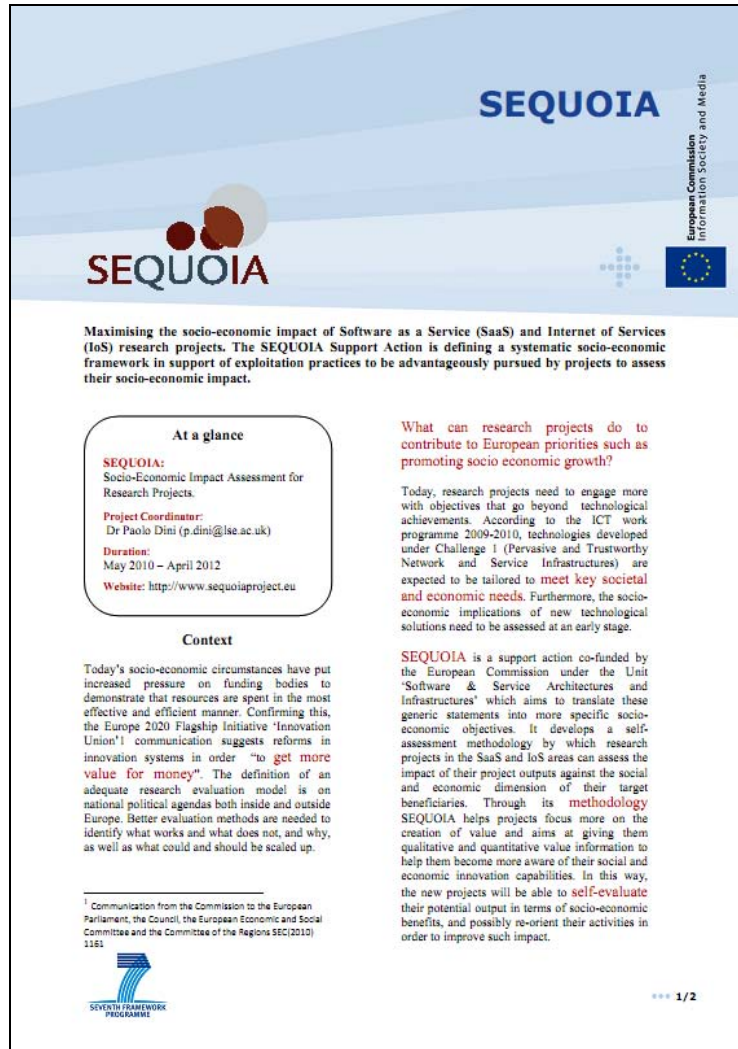 SEQUOIA
European Commission
Information Society and Media
SEQUOIA
Maximising the socio-economic impact of Software as a Service (SaaS) and Internet of Services
(IoS) research projects. The SEQUOIA Support Action is defining a systematic socio-economic
framework in support of exploitation practices to be advantageously pursued by projects to assess
their socio-economic impact.
At a glance
SEQUOIA:
Socio-Economic Impact Assessment for
Research Projects.
Project Coordinator:
Dr Paolo Dini (p.dini@lse.ac.uk)
Duration:
May 2010 – April 2012
Website: http://www.sequoiaproject.eu
Context
Today's socio-economic circumstances have put
increased pressure on funding bodies to
demonstrate that resources are spent in the most
effective and efficient manner. Confirming this,
the Europe 2020 Flagship Initiative 'Innovation
Union'1 communication suggests reforms in
innovation systems in order "to get more
value for money". The definition of an
adequate research evaluation model is on
national political agendas both inside and outside
Europe. Better evaluation methods are needed to
identify what works and what does not, and why,
as well as what could and should be scaled up.
1 Communication from the Commission to the European
Parliament, the Council, the European Economic and Social
Committee and the Committee of the Regions SEC(2010)
1161
What can research projects do to
contribute to European priorities such as
promoting socio economic growth?
Today, research projects need to engage more
with objectives that go beyond technological
achievements. According to the ICT work
programme 2009-2010, technologies developed
under Challenge 1 (Pervasive and Trustworthy
Network and Service Infrastructures) are
expected to be tailored to meet key societal
and economic needs. Furthermore, the socio-
economic implications of new technological
solutions need to be assessed at an early stage.
SEQUOIA is a support action co-funded by
the European Commission under the Unit
'Software & Service Architectures and
Infrastructures' which aims to translate these
generic statements into more specific socio-
economic objectives. It develops a self-
assessment methodology by which research
projects in the SaaS and IoS areas can assess the
impact of their project outputs against the social
and economic dimension of their target
beneficiaries. Through its methodology
SEQUOIA helps projects focus more on the
creation of value and aims at giving them
qualitative and quantitative value information to
help them become more aware of their social and
economic innovation capabilities. In this way,
the new projects will be able to self-evaluate
their potential output in terms of socio-economic
benefits, and possibly re-orient their activities in
order to improve such impact.
SEVENTH FRAMEWORK
PROGRAMME
1/2